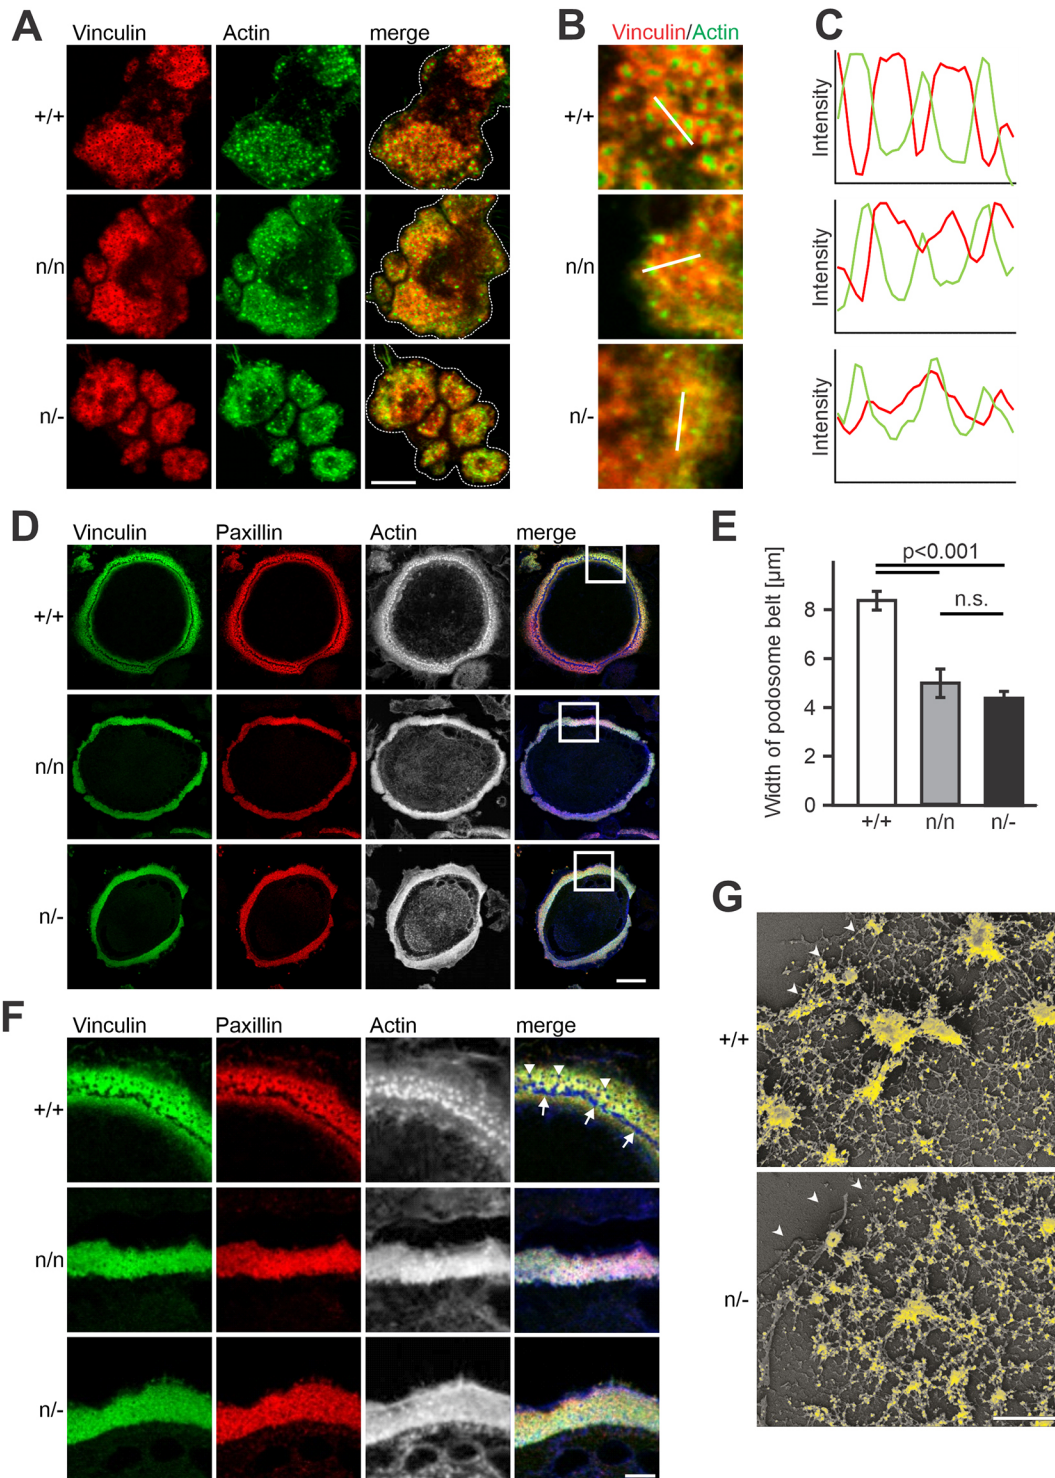 A
Vinculin Actin merge
+/+
n/n
n/-
B
Vinculin/Actin
+/+
n/n
n/-
C
Intensity
Intensity
Intensity
D
Vinculin Paxillin Actin merge
+/+
n/n
n/-
E
p<0.001
n.s.
Width of podosome belt [µm]
8
6
4
2
0
+/+ n/n n/-
F
Vinculin Paxillin Actin merge
+/+
n/n
n/-
G
+/+
n/-